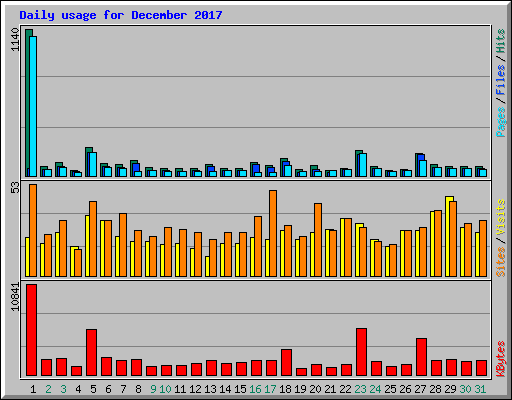 Daily usage for December 2017
1140
Pages / Files / Hits
53
Sites / Visits
10841
KBytes
1 2 3 4 5 6 7 8 9 10 11 12 13 14 15 16 17 18 19 20 21 22 23 24 25 26 27 28 29 30 31